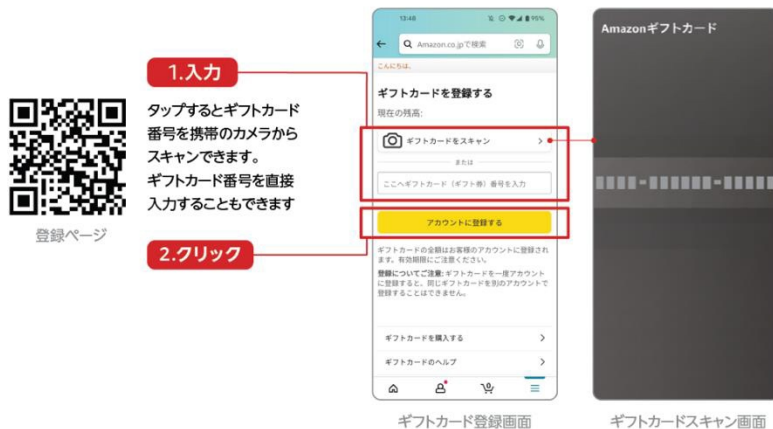 登録ページ
1.入力
タップするとギフトカード
番号を携帯のカメラから
スキャンできます。
ギフトカード番号を直接
入力することもできます
2.クリック
12:48
95%
Amazon.co.jpで検索
こんにちは、
ギフトカードを登録する
現在の残高:
ギフトカードをスキャン
または
ここへギフトカード（ギフト券）番号を入力
アカウントに登録する
ギフトカードの金額はお客様のアカウントに登録され
ます。有効期限にご注意ください。
登録についてご注意:ギフトカードを一度アカウント
に登録すると、同じギフトカードを別のアカウントで
登録することはできません。
ギフトカードを購入する
ギフトカードのヘルプ
0
ギフトカード登録画面
Amazonギフトカード
ギフトカードスキャン画面